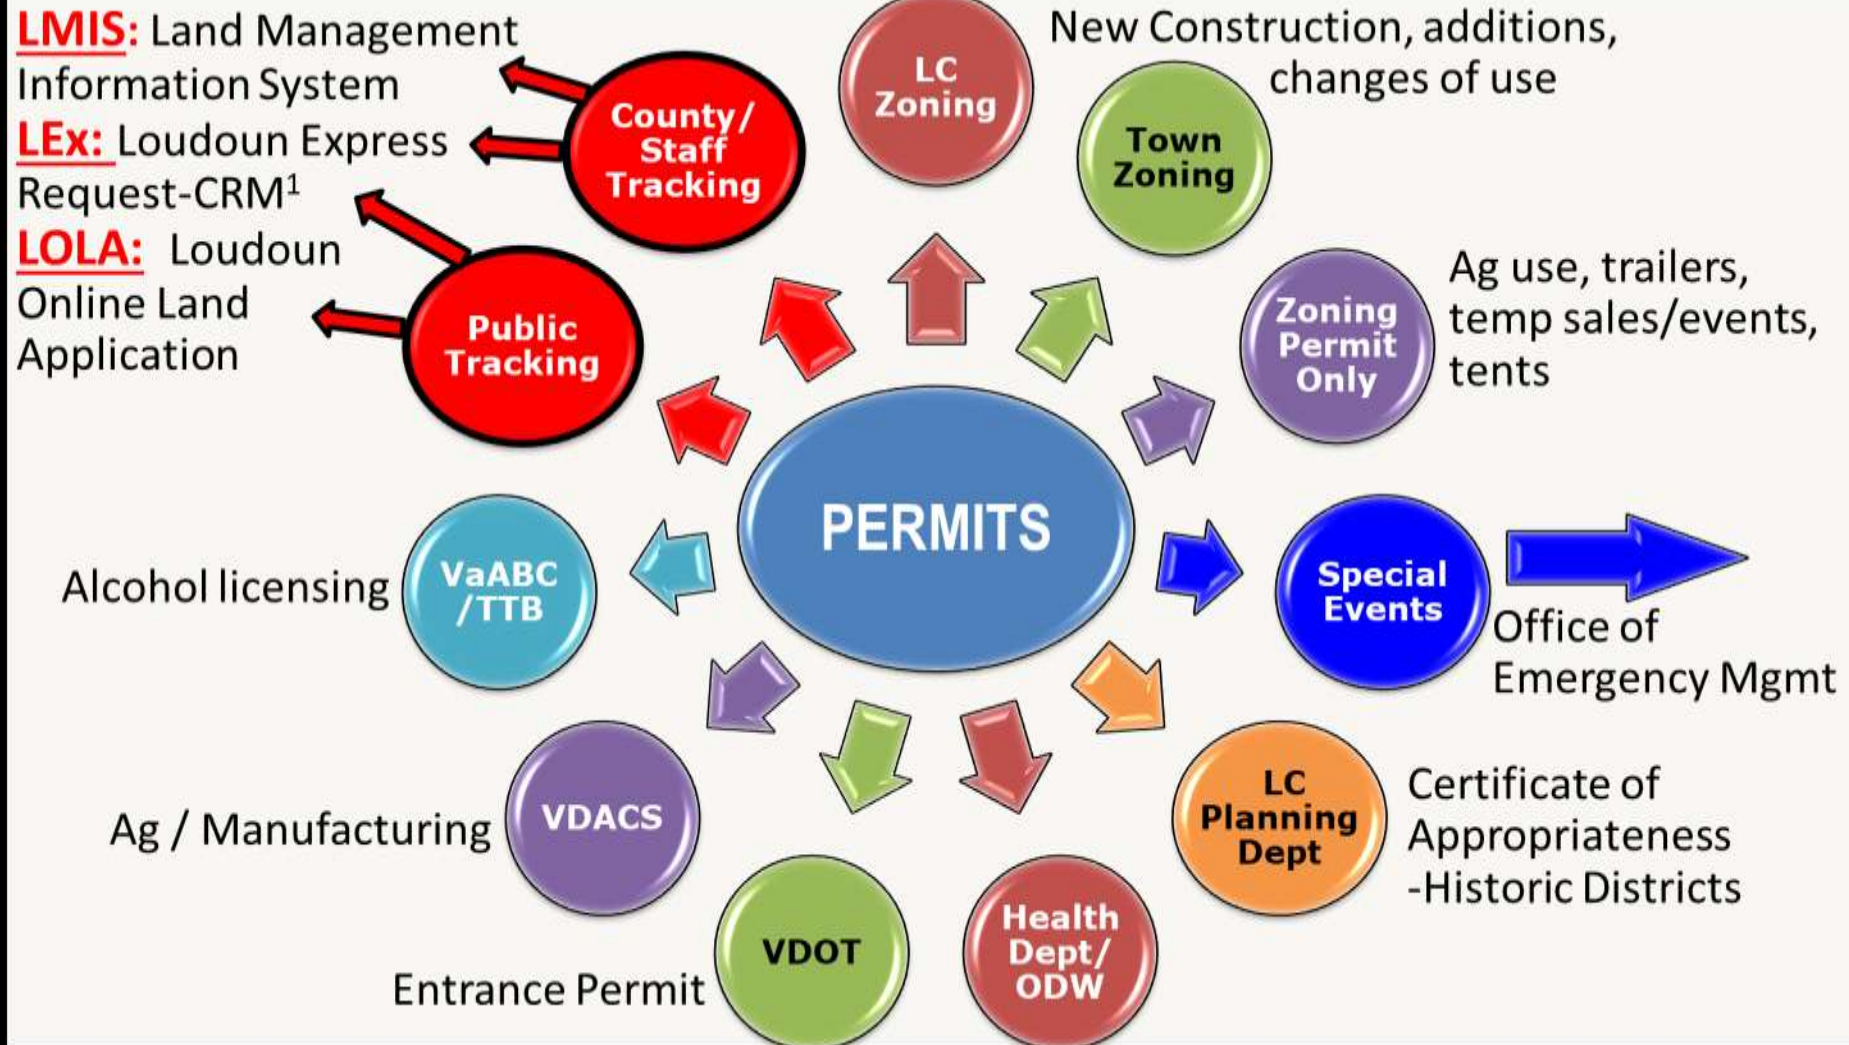 LMIS: Land Management
Information System
LEx: Loudoun Express
Request-CRM¹
LOLA: Loudoun
Online Land
Application
County/
Staff
Tracking
Public
Tracking
LC
Zoning
New Construction, additions,
changes of use
Town
Zoning
Zoning
Permit
Only
Ag use, trailers,
temp sales/events,
tents
PERMITS
Special
Events
Office of
Emergency Mgmt
Alcohol licensing
VaABC
/TTB
LC
Planning
Dept
Certificate of
Appropriateness
-Historic Districts
Ag / Manufacturing
VDACS
Entrance Permit
VDOT
Health
Dept/
ODW